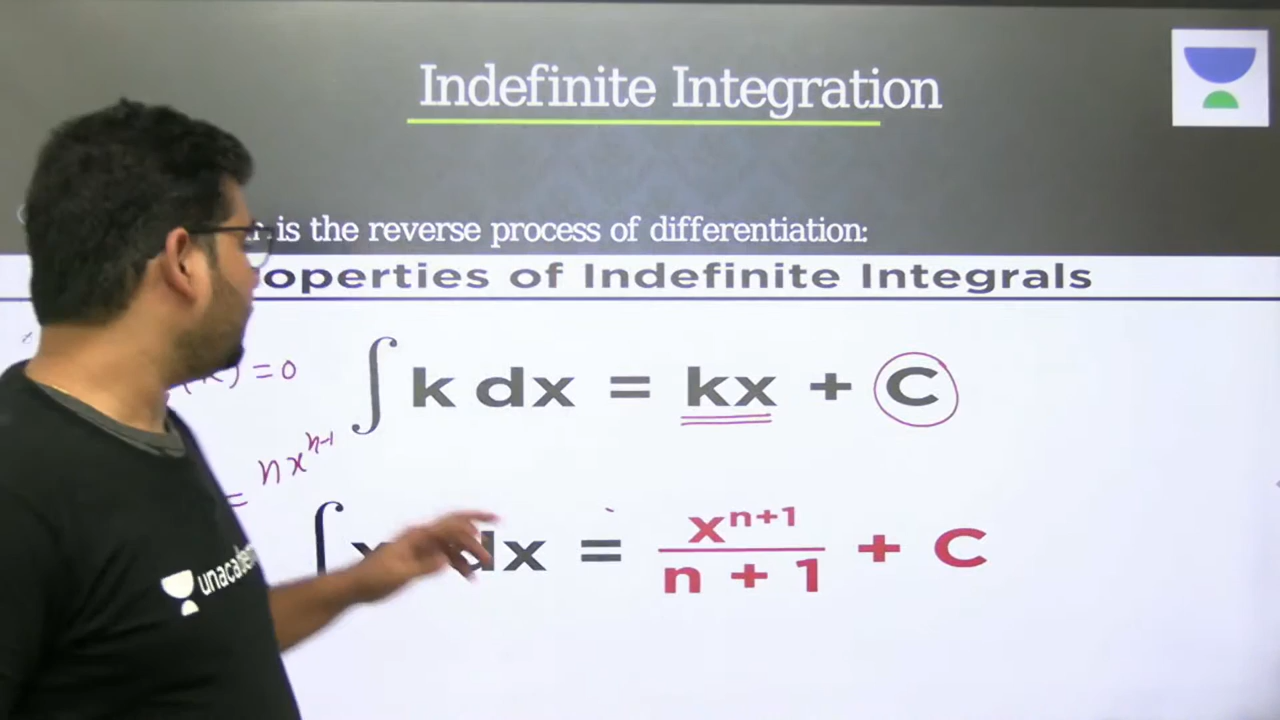 Indefinite Integration
is the reverse process of differentiation:
operties of Indefinite Integrals
) = 0
∫ k dx = kx + C
= nx^{n-1}
∫ x dx = \frac{x^{n+1}}{n + 1} + C
unacade